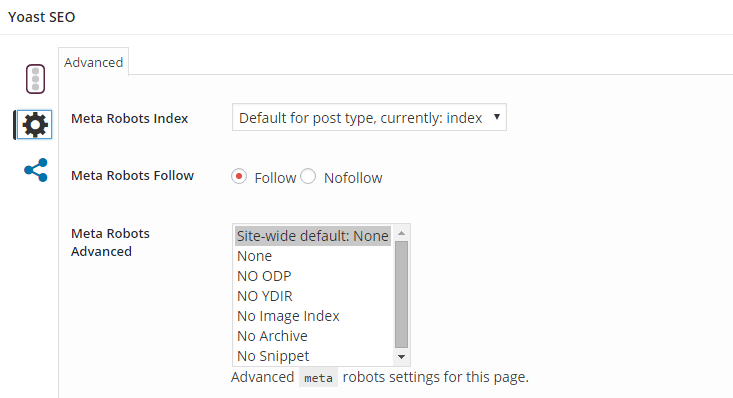 Yoast SEO
Advanced
Meta Robots Index
Default for post type, currently: index
Meta Robots Follow
Follow
Nofollow
Meta Robots
Advanced
Site-wide default: None
None
NO ODP
NO YDIR
No Image Index
No Archive
No Snippet
Advanced meta robots settings for this page.